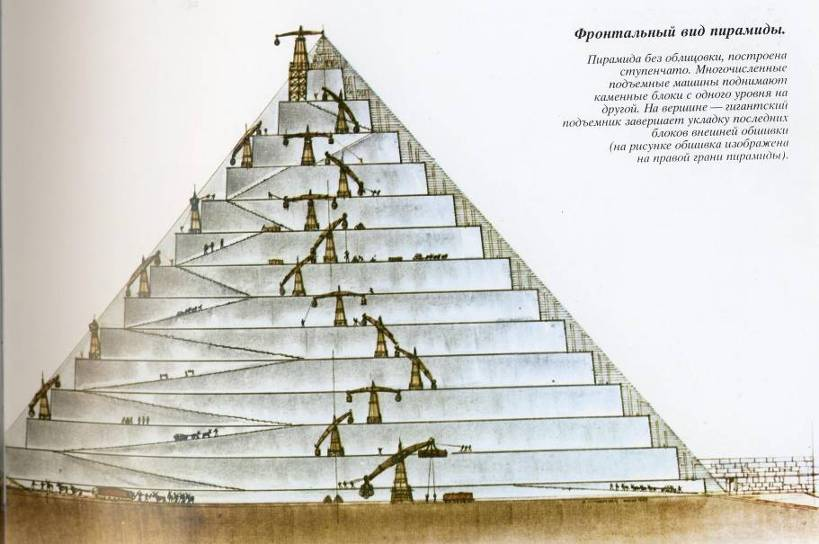 Фронтальный вид пирамиды.
Пирамида без облицовки, построена
ступенчато. Многочисленные
подъемные машины поднимают
каменные блоки с одного уровня на
другой. На вершине — гигантский
подъемник завершает укладку последних
блоков внешней обшивки
(на рисунке обшивка изображена
на правой грани пирамиды).